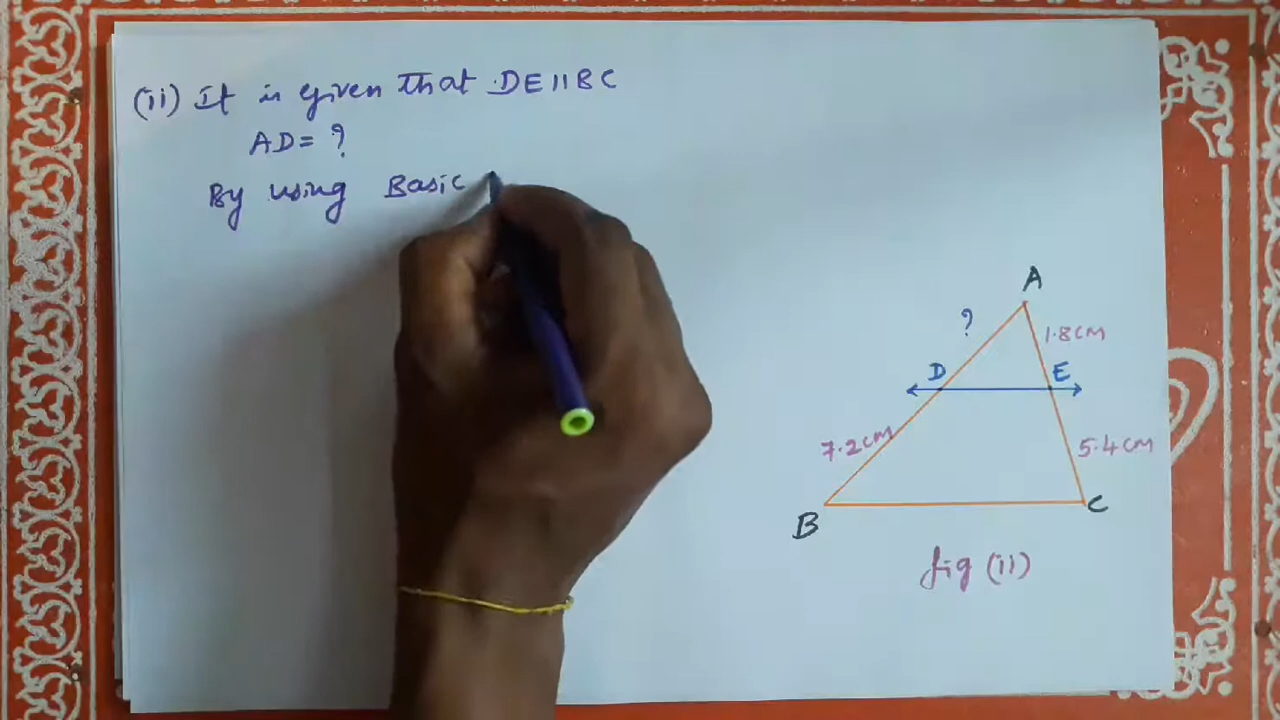 (ii) It is given that DE || BC
AD = ?
By using Basic
A
?
1.8cm
D
E
7.2cm
5.4cm
B
C
fig (ii)